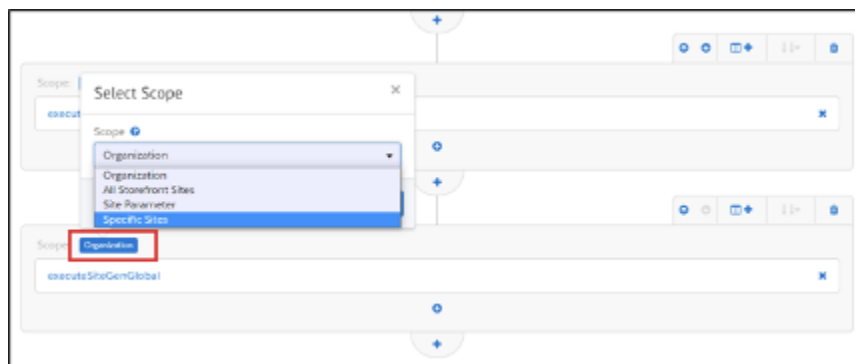 Scope:
Select Scope
execut
Scope
Organization
Organization
All Storefront Sites
Site Parameter
Specific Sites
Scope:
Organization
executeSiteGenGlobal